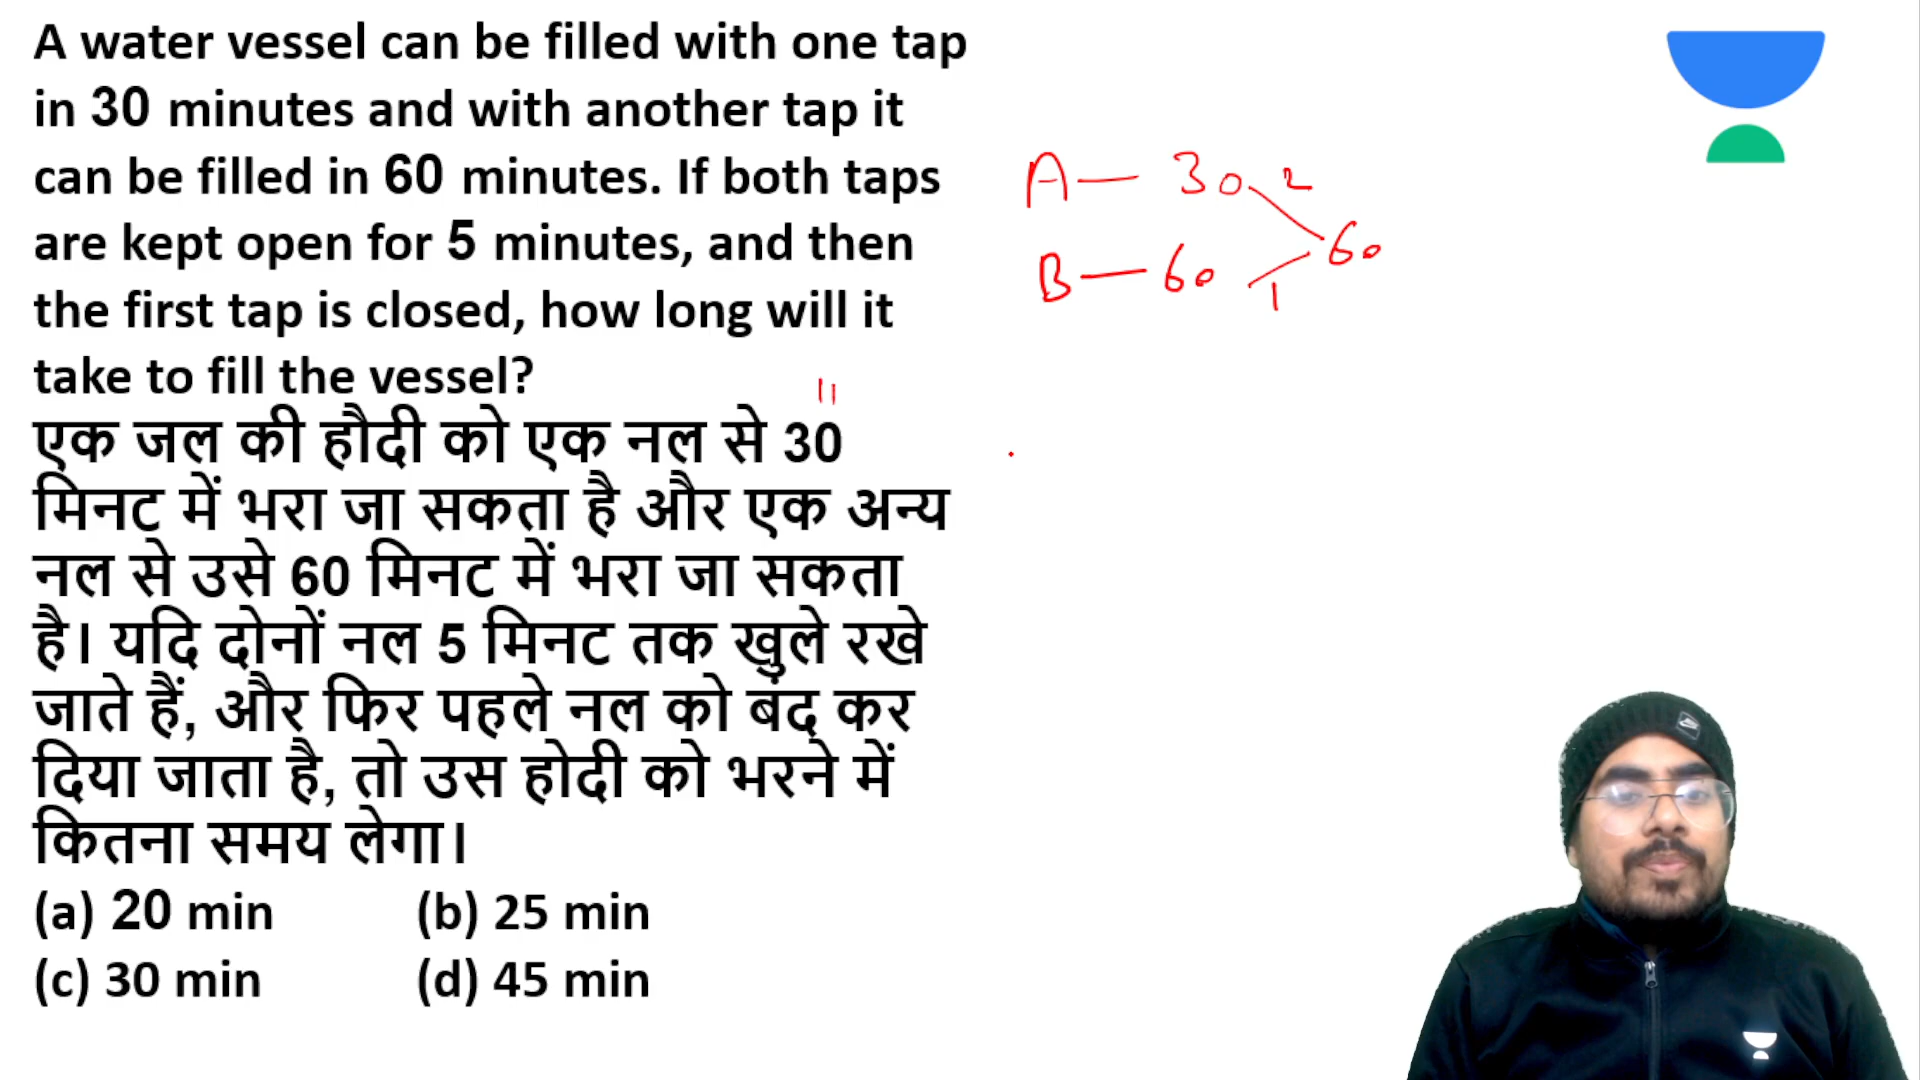 A water vessel can be filled with one tap
in 30 minutes and with another tap it
can be filled in 60 minutes. If both taps
are kept open for 5 minutes, and then
the first tap is closed, how long will it
take to fill the vessel?
एक जल की हौदी को एक नल से 30
मिनट में भरा जा सकता है और एक अन्य
नल से उसे 60 मिनट में भरा जा सकता
है। यदि दोनों नल 5 मिनट तक खुले रखे
जाते हैं, और फिर पहले नल को बंद कर
दिया जाता है, तो उस होदी को भरने में
कितना समय लेगा।
(a) 20 min (b) 25 min
(c) 30 min (d) 45 min
A — 30 2
60
B — 60 1